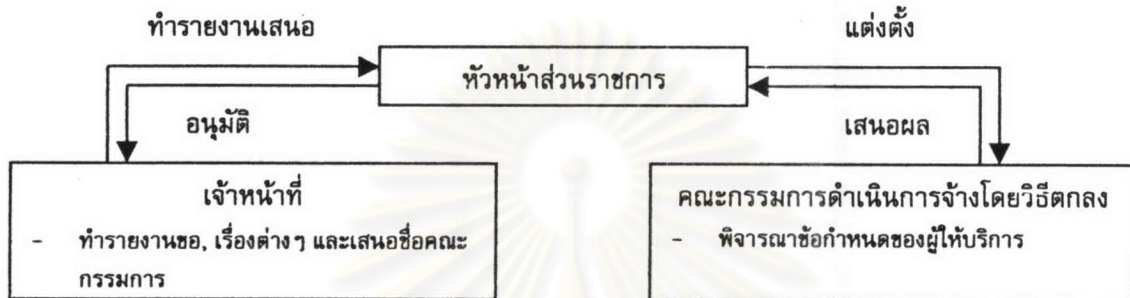 ทำรายงานเสนอ
แต่งตั้ง
หัวหน้าส่วนราชการ
อนุมัติ
เสนอผล
เจ้าหน้าที่
- ทำรายงานขอ, เรื่องต่างๆ และเสนอชื่อคณะ
กรรมการ
คณะกรรมการดำเนินการจ้างโดยวิธีตกลง
- พิจารณาข้อกำหนดของผู้ให้บริการ